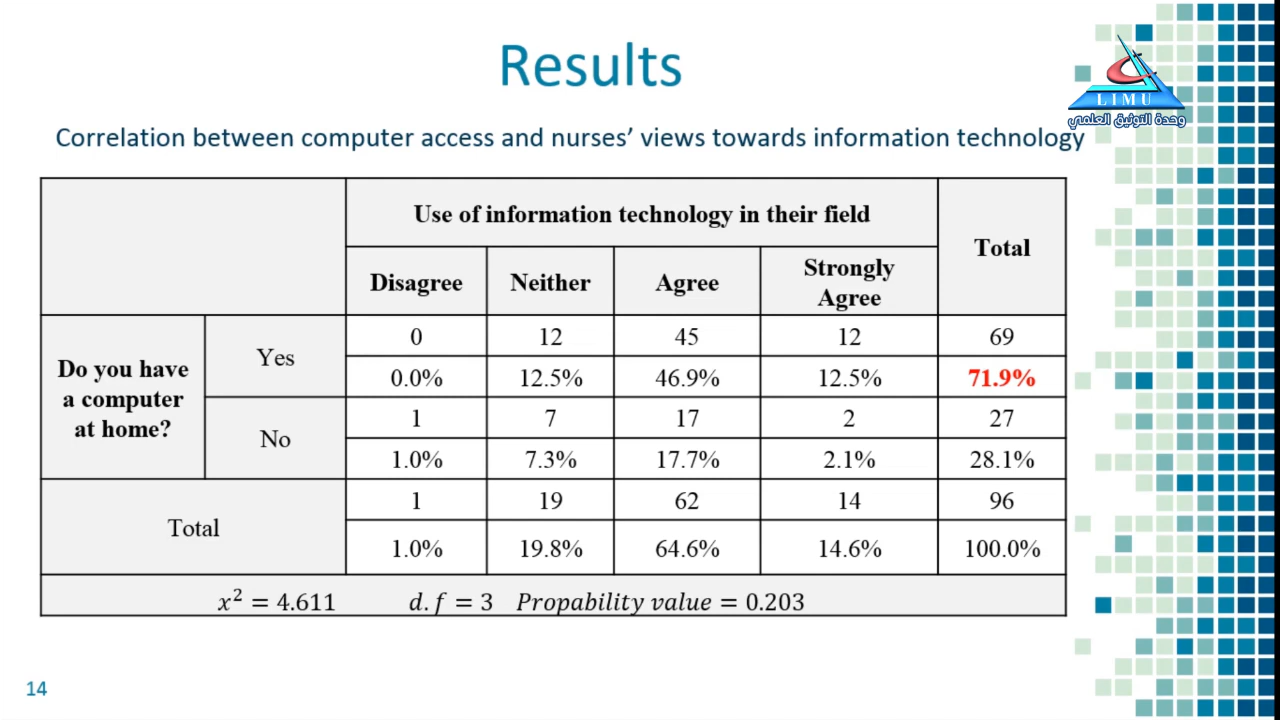 Results
LIMU
وحدة التوثيق العلمي
Correlation between computer access and nurses’ views towards information technology
Use of information technology in their field
Total
Disagree
Neither
Agree
Strongly
Agree
Do you have
a computer
at home?
Yes
0
12
45
12
69
0.0%
12.5%
46.9%
12.5%
71.9%
No
1
7
17
2
27
1.0%
7.3%
17.7%
2.1%
28.1%
Total
1
19
62
14
96
1.0%
19.8%
64.6%
14.6%
100.0%
x² = 4.611 d.f = 3 Propability value = 0.203
14